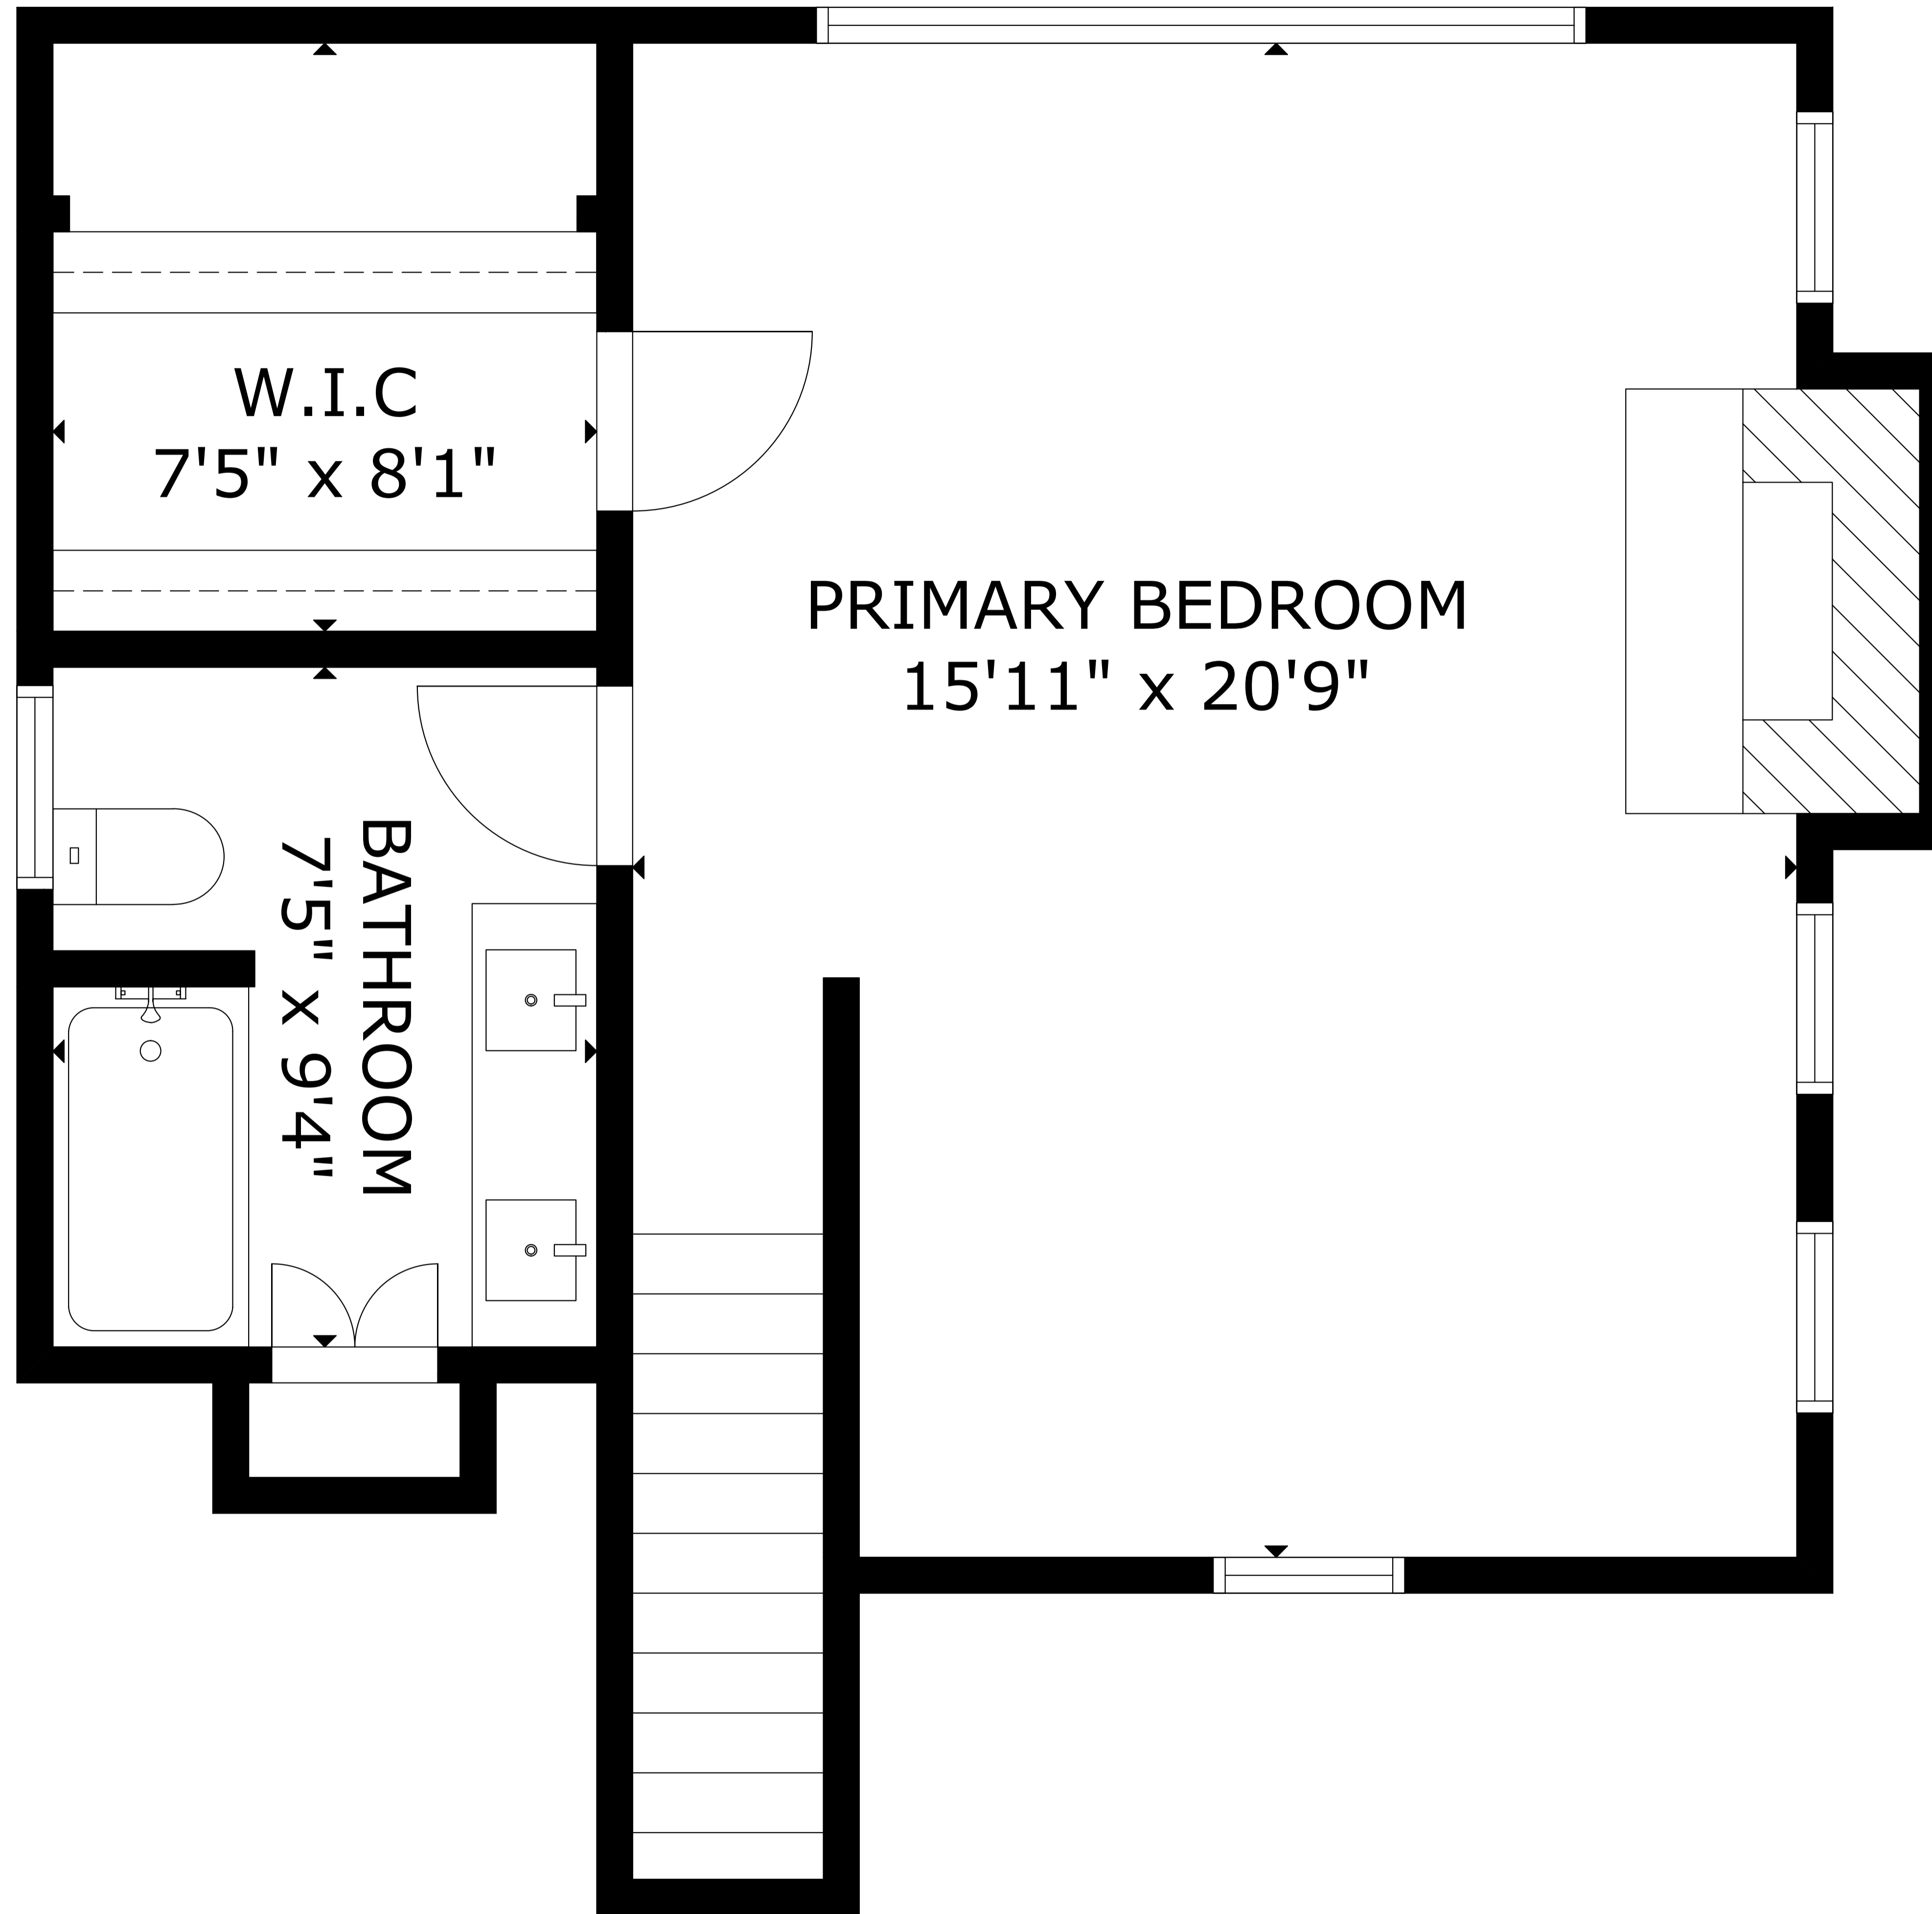 W.I.C
7'5" x 8'1"
PRIMARY BEDROOM
15'11" x 20'9"
BATHROOM
7'5" x 9'4"